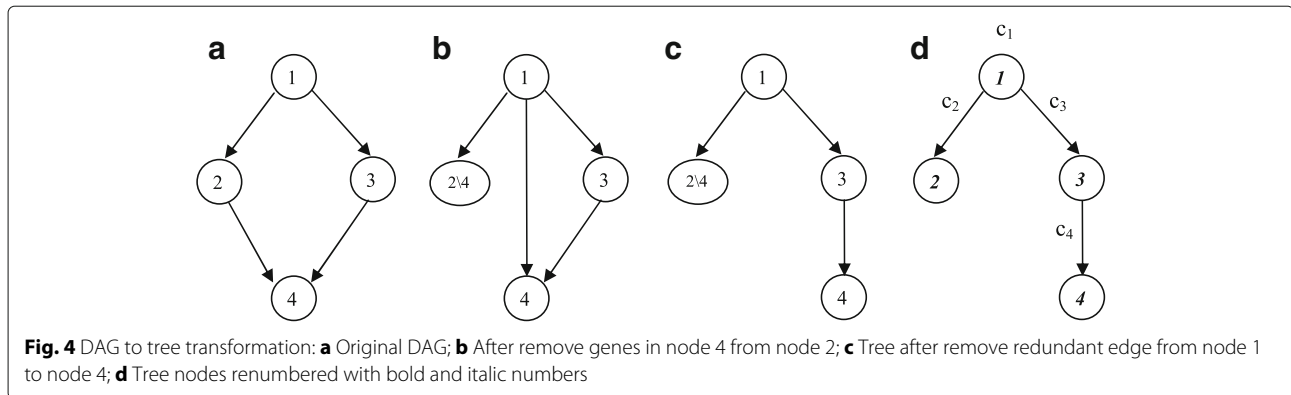 a
b
c
d
c1
1
1
1
1
c2
c3
2
3
2\4
3
2\4
3
2
3
c4
4
4
4
4
Fig. 4 DAG to tree transformation: a Original DAG; b After remove genes in node 4 from node 2; c Tree after remove redundant edge from node 1
to node 4; d Tree nodes renumbered with bold and italic numbers